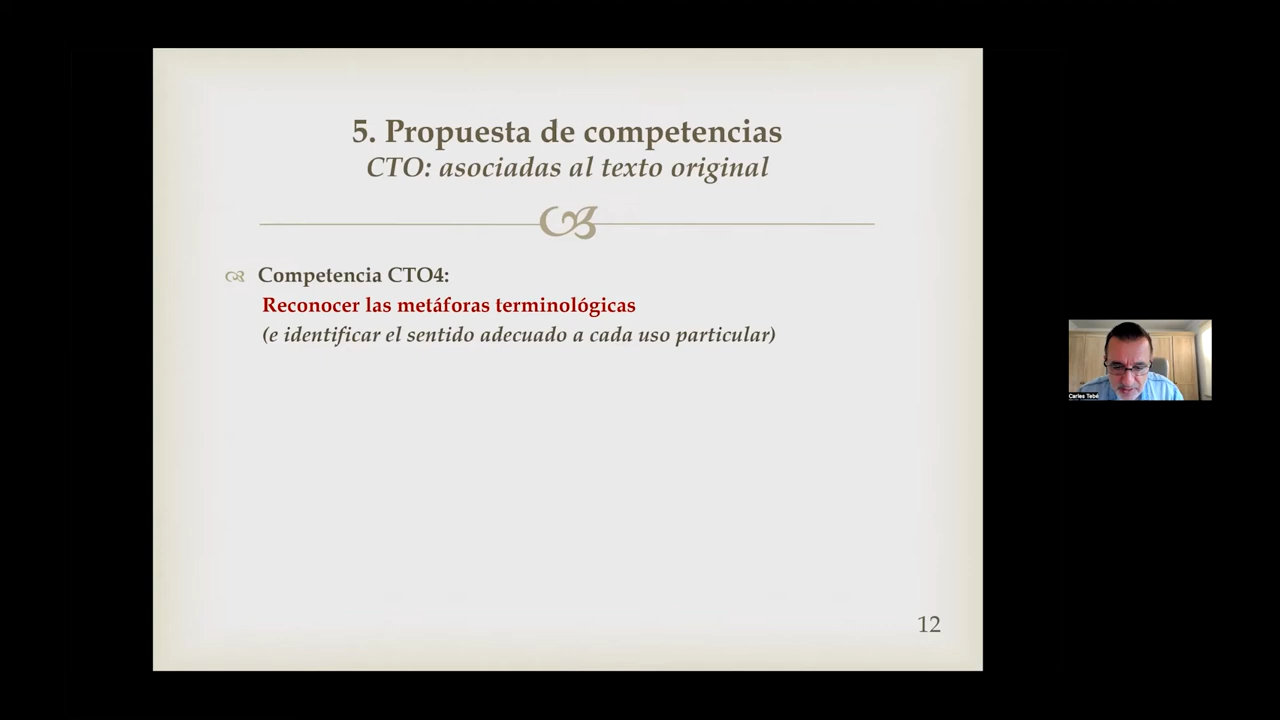 5. Propuesta de competencias
CTO: asociadas al texto original
Competencia CTO4:
Reconocer las metáforas terminológicas
(e identificar el sentido adecuado a cada uso particular)
12
Carles Tebé